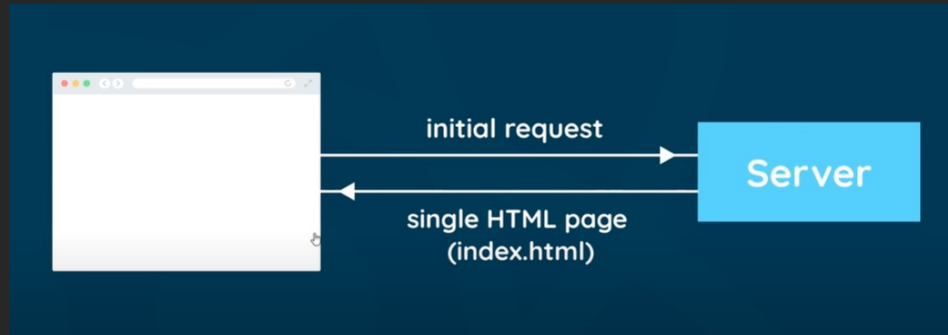 initial request
Server
single HTML page
(index.html)